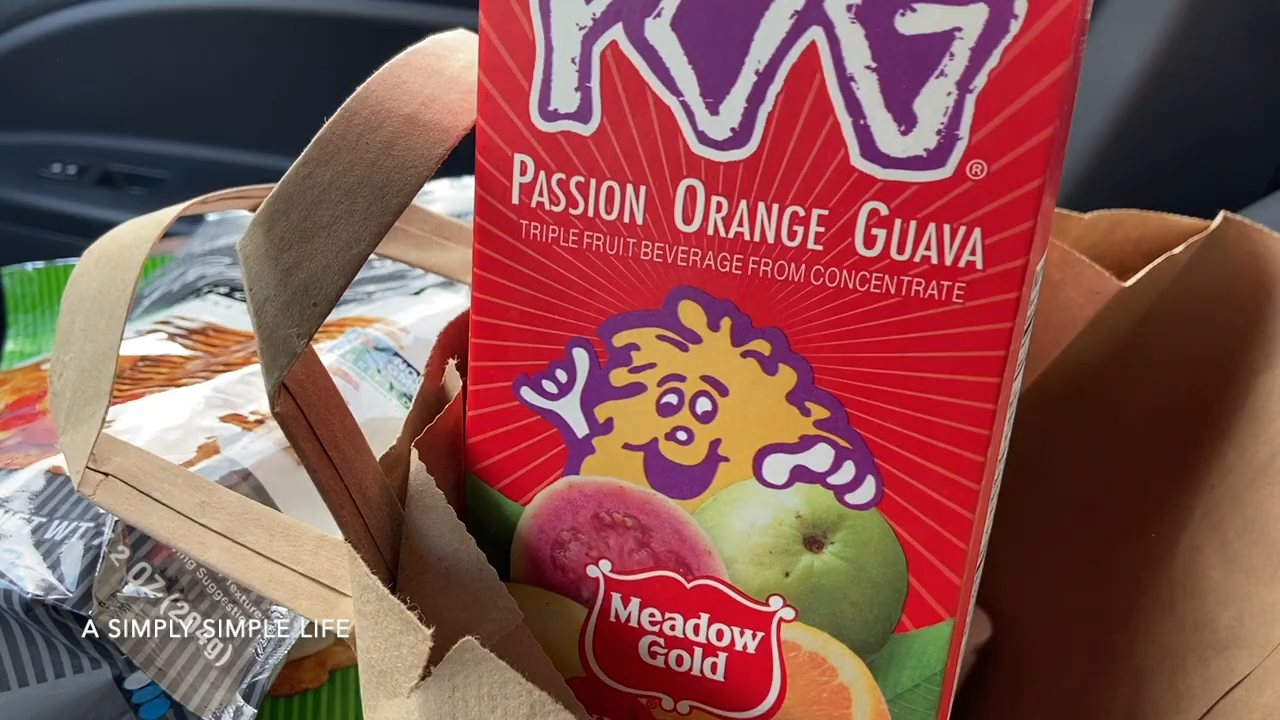 POG
®
PASSION ORANGE GUAVA
TRIPLE FRUIT BEVERAGE FROM CONCENTRATE
Meadow
Gold
A SIMPLY SIMPLE LIFE